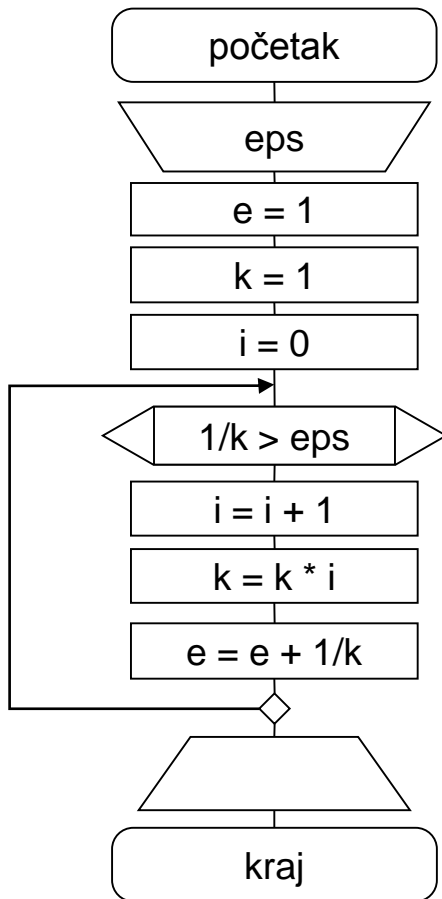 početak
eps
e = 1
k = 1
i = 0
1/k > eps
i = i + 1
k = k * i
e = e + 1/k
kraj